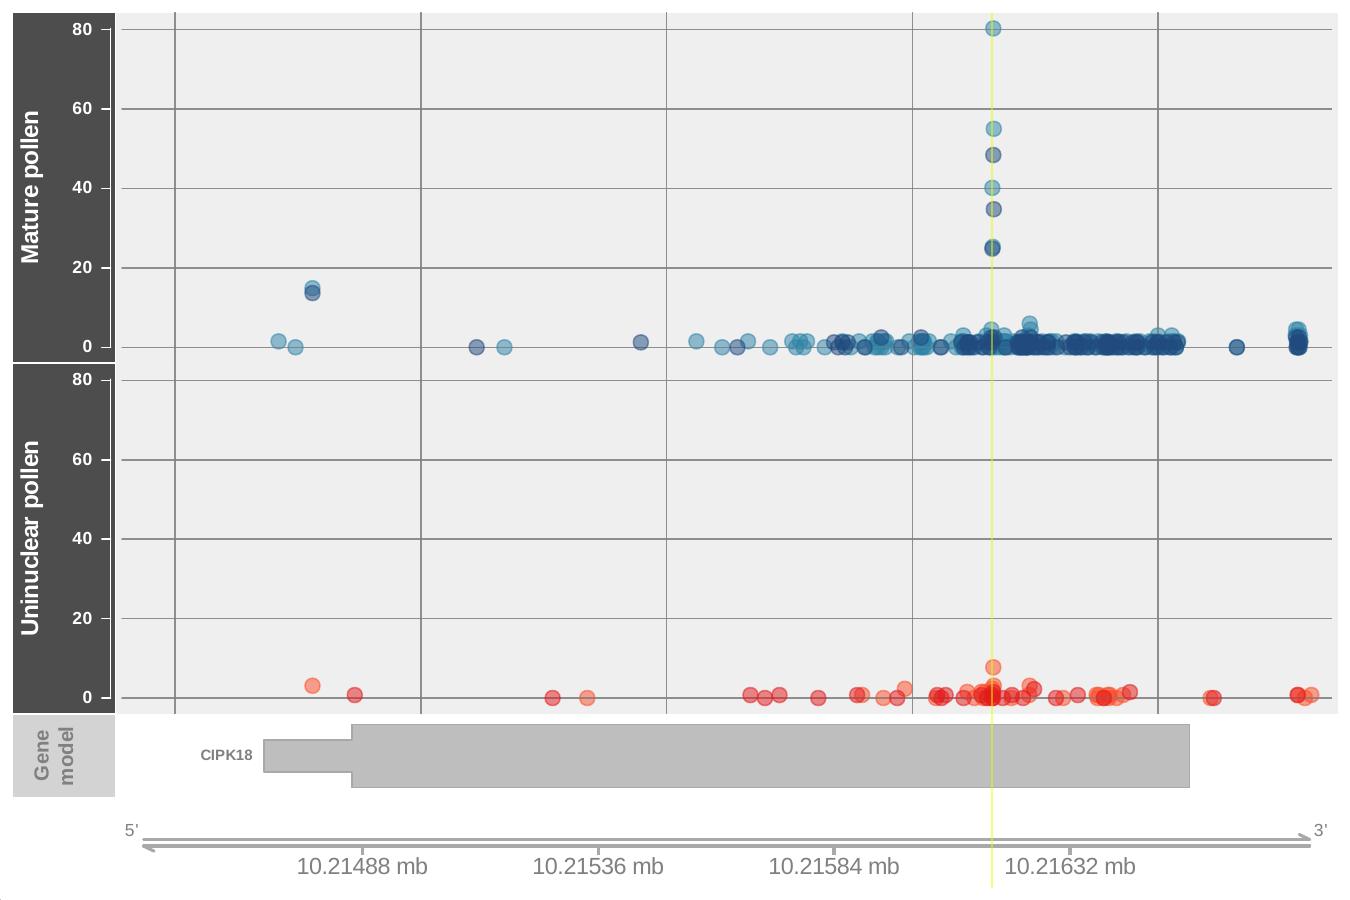 80
60
40
20
0
Mature pollen
80
60
40
20
0
Uninuclear pollen
Gene
model
CIPK18
5'
3'
10.21488 mb
10.21536 mb
10.21584 mb
10.21632 mb